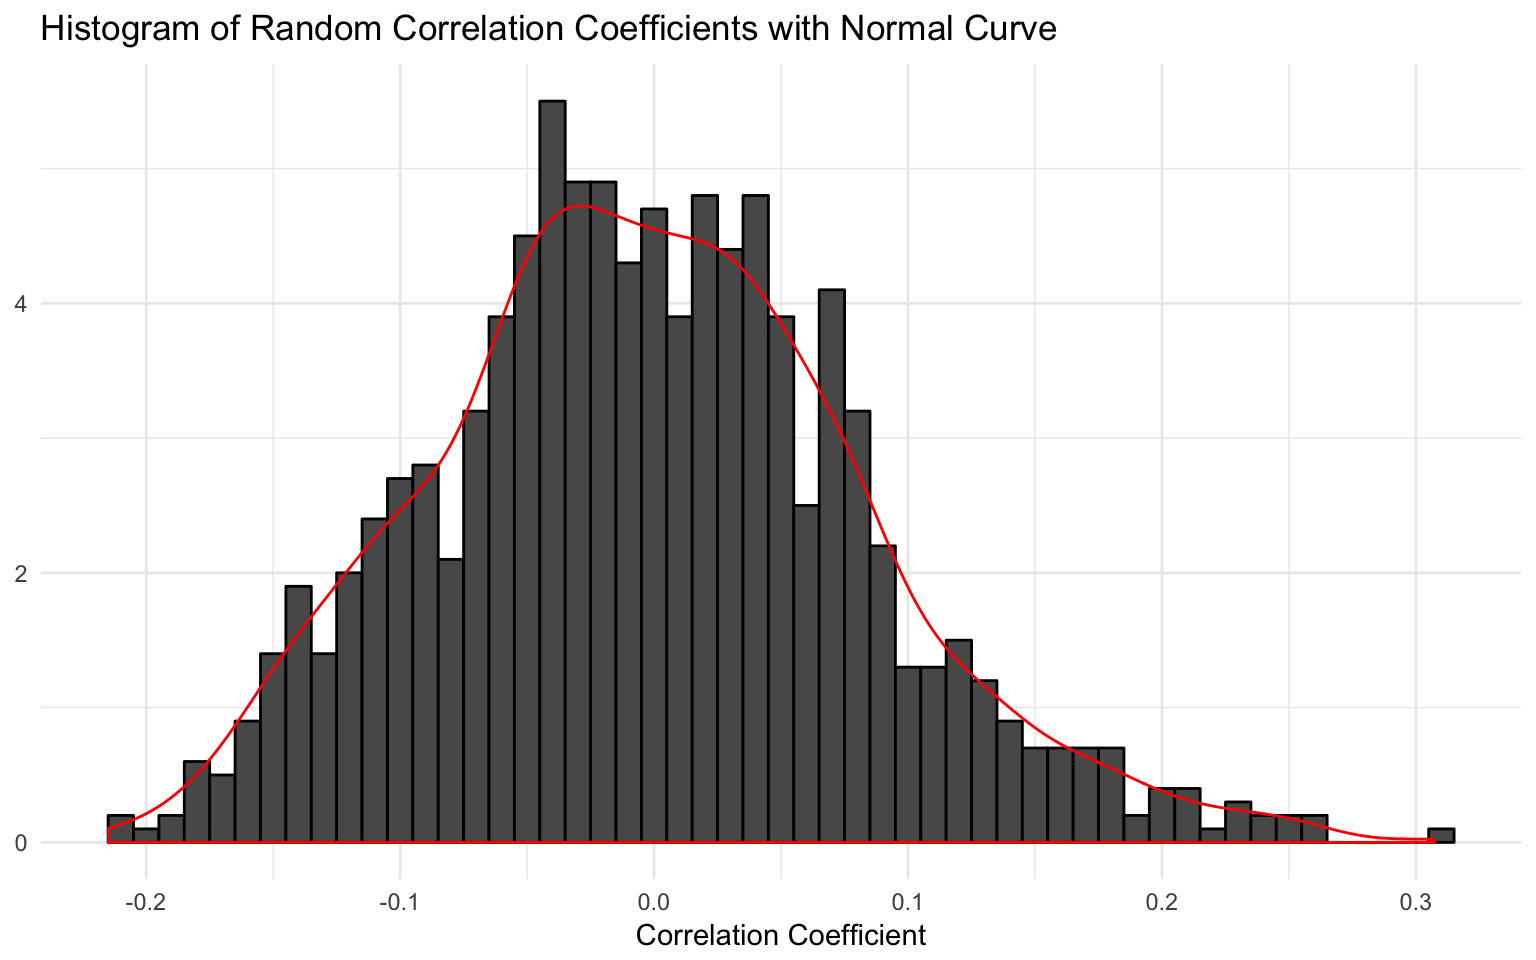 Histogram of Random Correlation Coefficients with Normal Curve
4
2
0
-0.2 -0.1 0.0 0.1 0.2 0.3
Correlation Coefficient